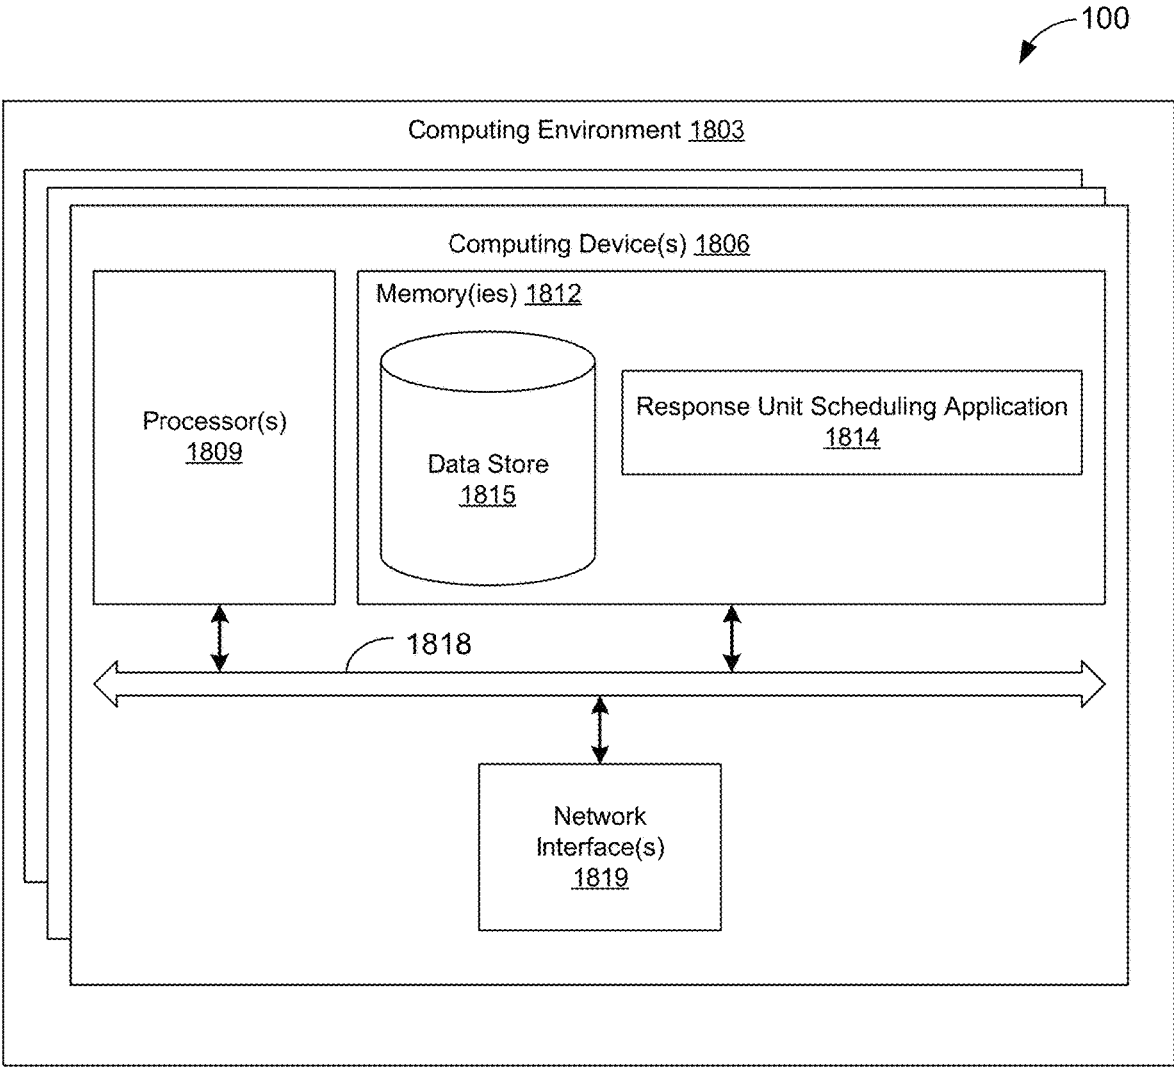 100
Computing Environment 1803
Computing Device(s) 1806
Memory(ies) 1812
Processor(s)
1809
Data Store
1815
Response Unit Scheduling Application
1814
1818
Network
Interface(s)
1819